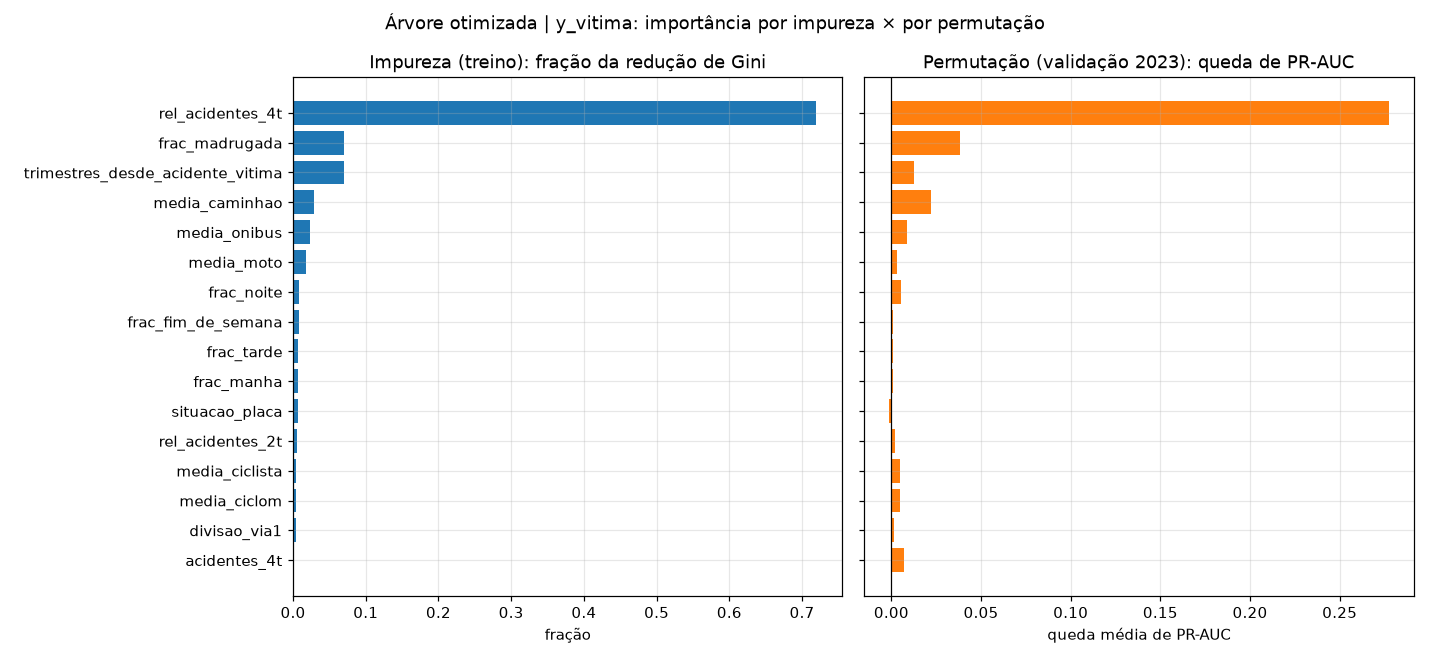 Árvore otimizada | y_vitima: importância por impureza × por permutação
Impureza (treino): fração da redução de Gini
Permutação (validação 2023): queda de PR-AUC
rel_acidentes_4t
frac_madrugada
trimestres_desde_acidente_vitima
media_caminhao
media_onibus
media_moto
frac_noite
frac_fim_de_semana
frac_tarde
frac_manha
situacao_placa
rel_acidentes_2t
media_ciclista
media_ciclom
divisao_via1
acidentes_4t
0.0 0.1 0.2 0.3 0.4 0.5 0.6 0.7
fração
0.00 0.05 0.10 0.15 0.20 0.25
queda média de PR-AUC